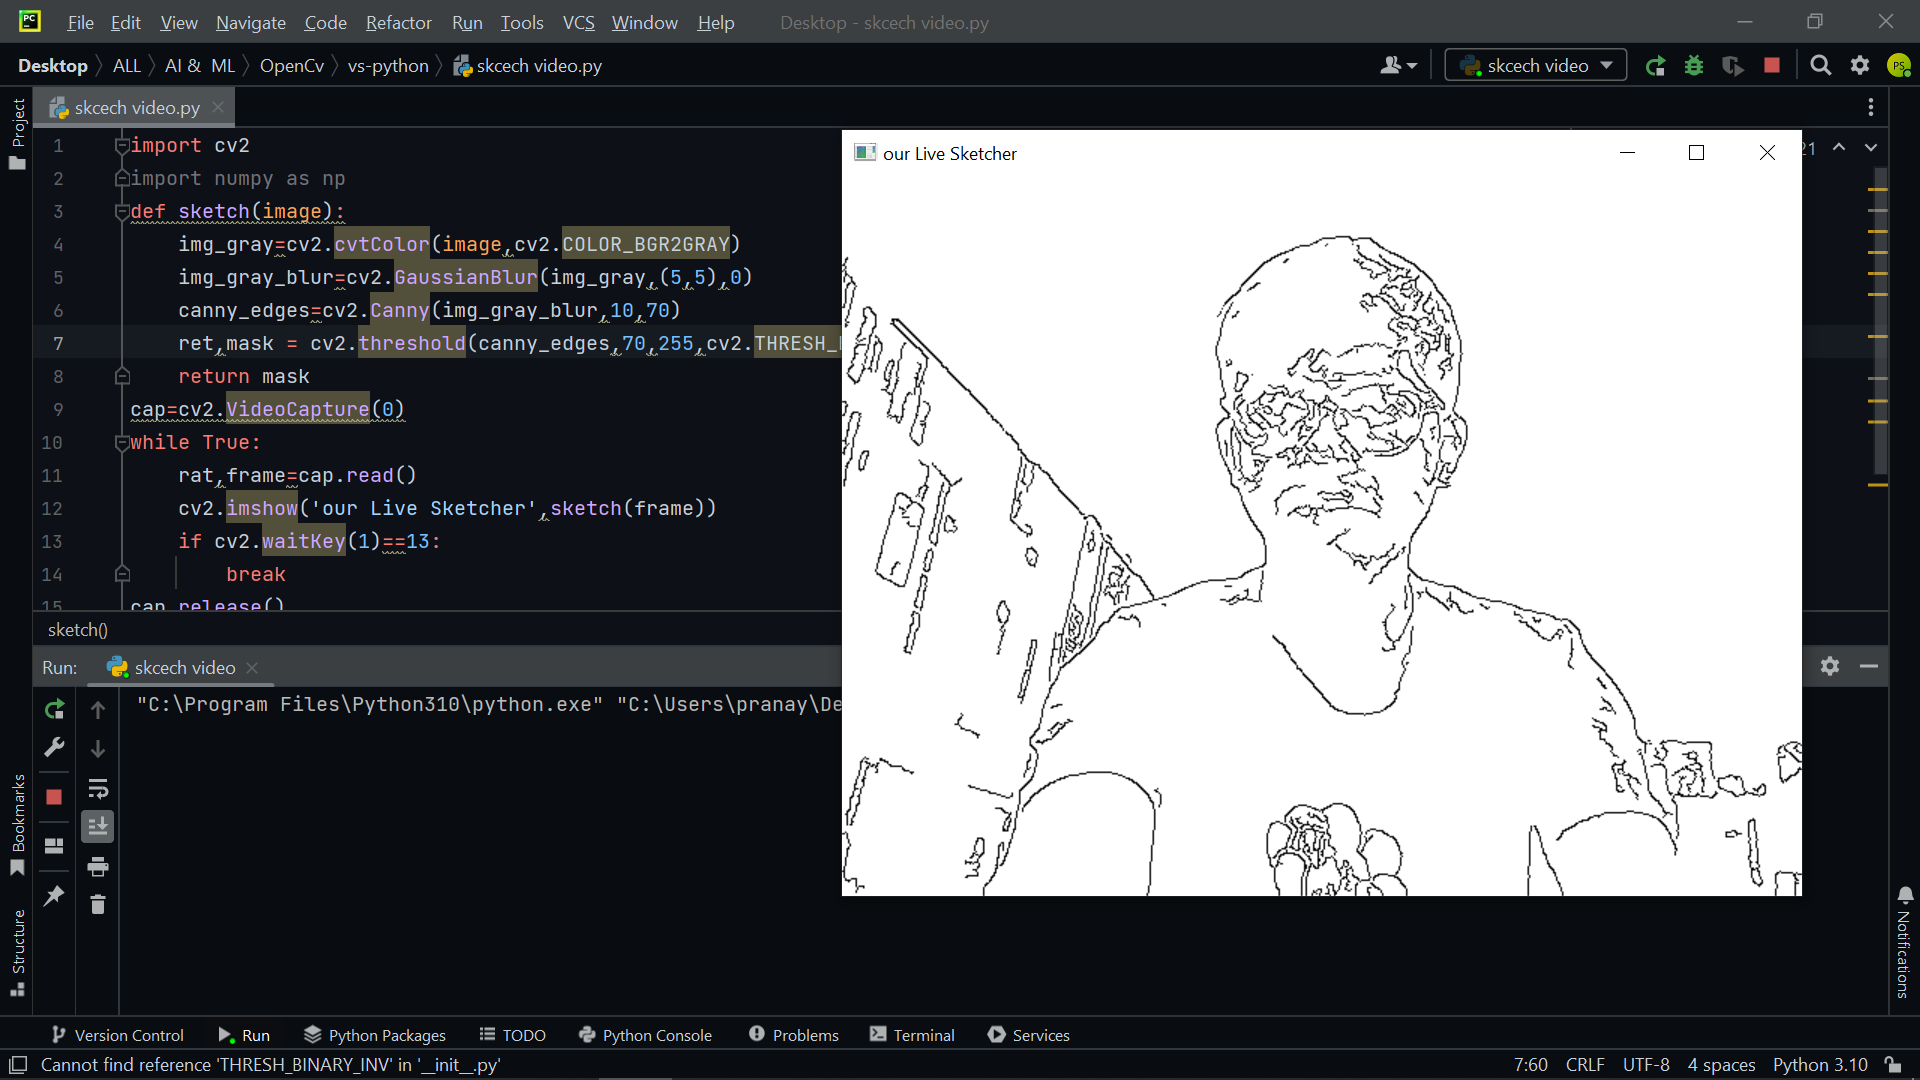 PC File Edit View Navigate Code Refactor Run Tools VCS Window Help Desktop - skcech video.py
Desktop ALL AI & ML OpenCv vs-python skcech video.py skcech video PS
Project
skcech video.py
our Live Sketcher
21
1 import cv2
2 import numpy as np
3 def sketch(image):
4 img_gray=cv2.cvtColor(image,cv2.COLOR_BGR2GRAY)
5 img_gray_blur=cv2.GaussianBlur(img_gray,(5,5),0)
6 canny_edges=cv2.Canny(img_gray_blur,10,70)
7 ret,mask = cv2.threshold(canny_edges,70,255,cv2.THRESH_
8 return mask
9 cap=cv2.VideoCapture(0)
10 while True:
11 rat,frame=cap.read()
12 cv2.imshow('our Live Sketcher',sketch(frame))
13 if cv2.waitKey(1)==13:
14 break
15 cap.release()
sketch()
Run: skcech video
"C:\Program Files\Python310\python.exe" "C:\Users\pranay\De
Bookmarks
Structure
Notifications
Version Control Run Python Packages TODO Python Console Problems Terminal Services
Cannot find reference 'THRESH_BINARY_INV' in '__init__.py' 7:60 CRLF UTF-8 4 spaces Python 3.10